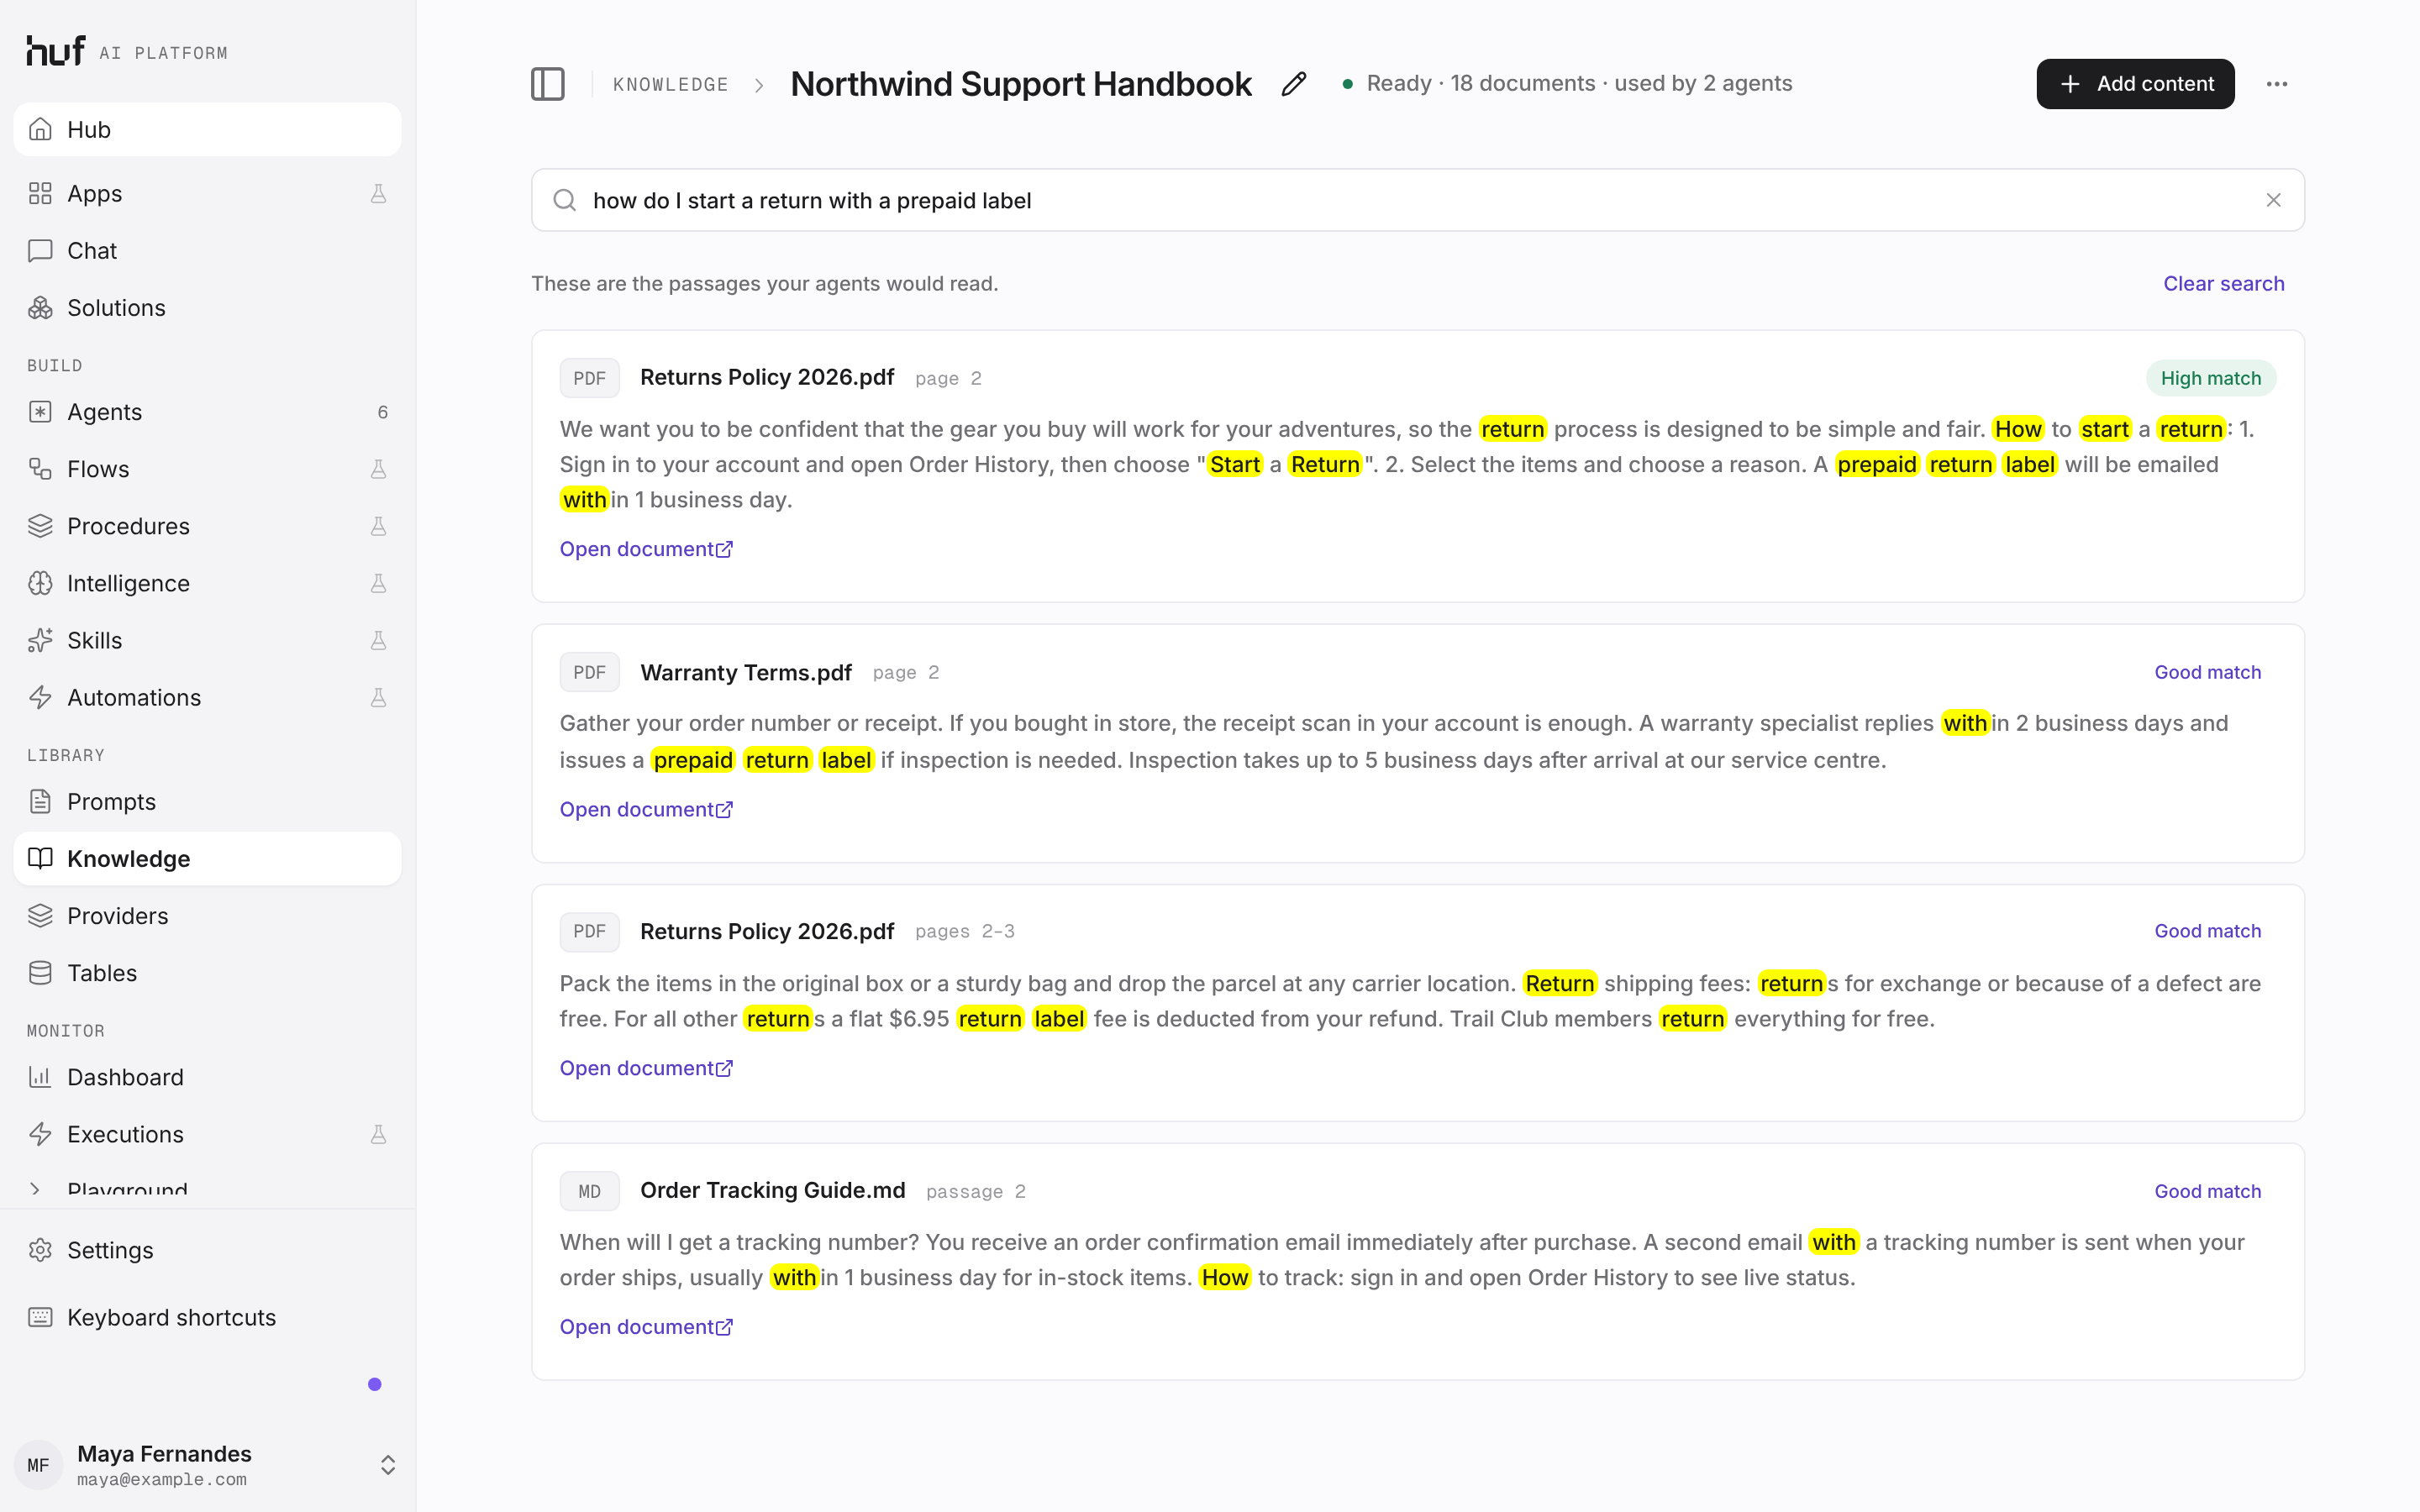 huf AI PLATFORM
Hub
Apps
Chat
Solutions
BUILD
Agents 6
Flows
Procedures
Intelligence
Skills
Automations
LIBRARY
Prompts
Knowledge
Providers
Tables
MONITOR
Dashboard
Executions
Playground
Settings
Keyboard shortcuts
MF Maya Fernandes
maya@example.com
KNOWLEDGE > Northwind Support Handbook Ready · 18 documents · used by 2 agents + Add content
how do I start a return with a prepaid label
These are the passages your agents would read. Clear search
PDF Returns Policy 2026.pdf page 2 High match
We want you to be confident that the gear you buy will work for your adventures, so the return process is designed to be simple and fair. How to start a return: 1.
Sign in to your account and open Order History, then choose "Start a Return". 2. Select the items and choose a reason. A prepaid return label will be emailed
within 1 business day.
Open document
PDF Warranty Terms.pdf page 2 Good match
Gather your order number or receipt. If you bought in store, the receipt scan in your account is enough. A warranty specialist replies within 2 business days and
issues a prepaid return label if inspection is needed. Inspection takes up to 5 business days after arrival at our service centre.
Open document
PDF Returns Policy 2026.pdf pages 2–3 Good match
Pack the items in the original box or a sturdy bag and drop the parcel at any carrier location. Return shipping fees: returns for exchange or because of a defect are
free. For all other returns a flat $6.95 return label fee is deducted from your refund. Trail Club members return everything for free.
Open document
MD Order Tracking Guide.md passage 2 Good match
When will I get a tracking number? You receive an order confirmation email immediately after purchase. A second email with a tracking number is sent when your
order ships, usually within 1 business day for in-stock items. How to track: sign in and open Order History to see live status.
Open document